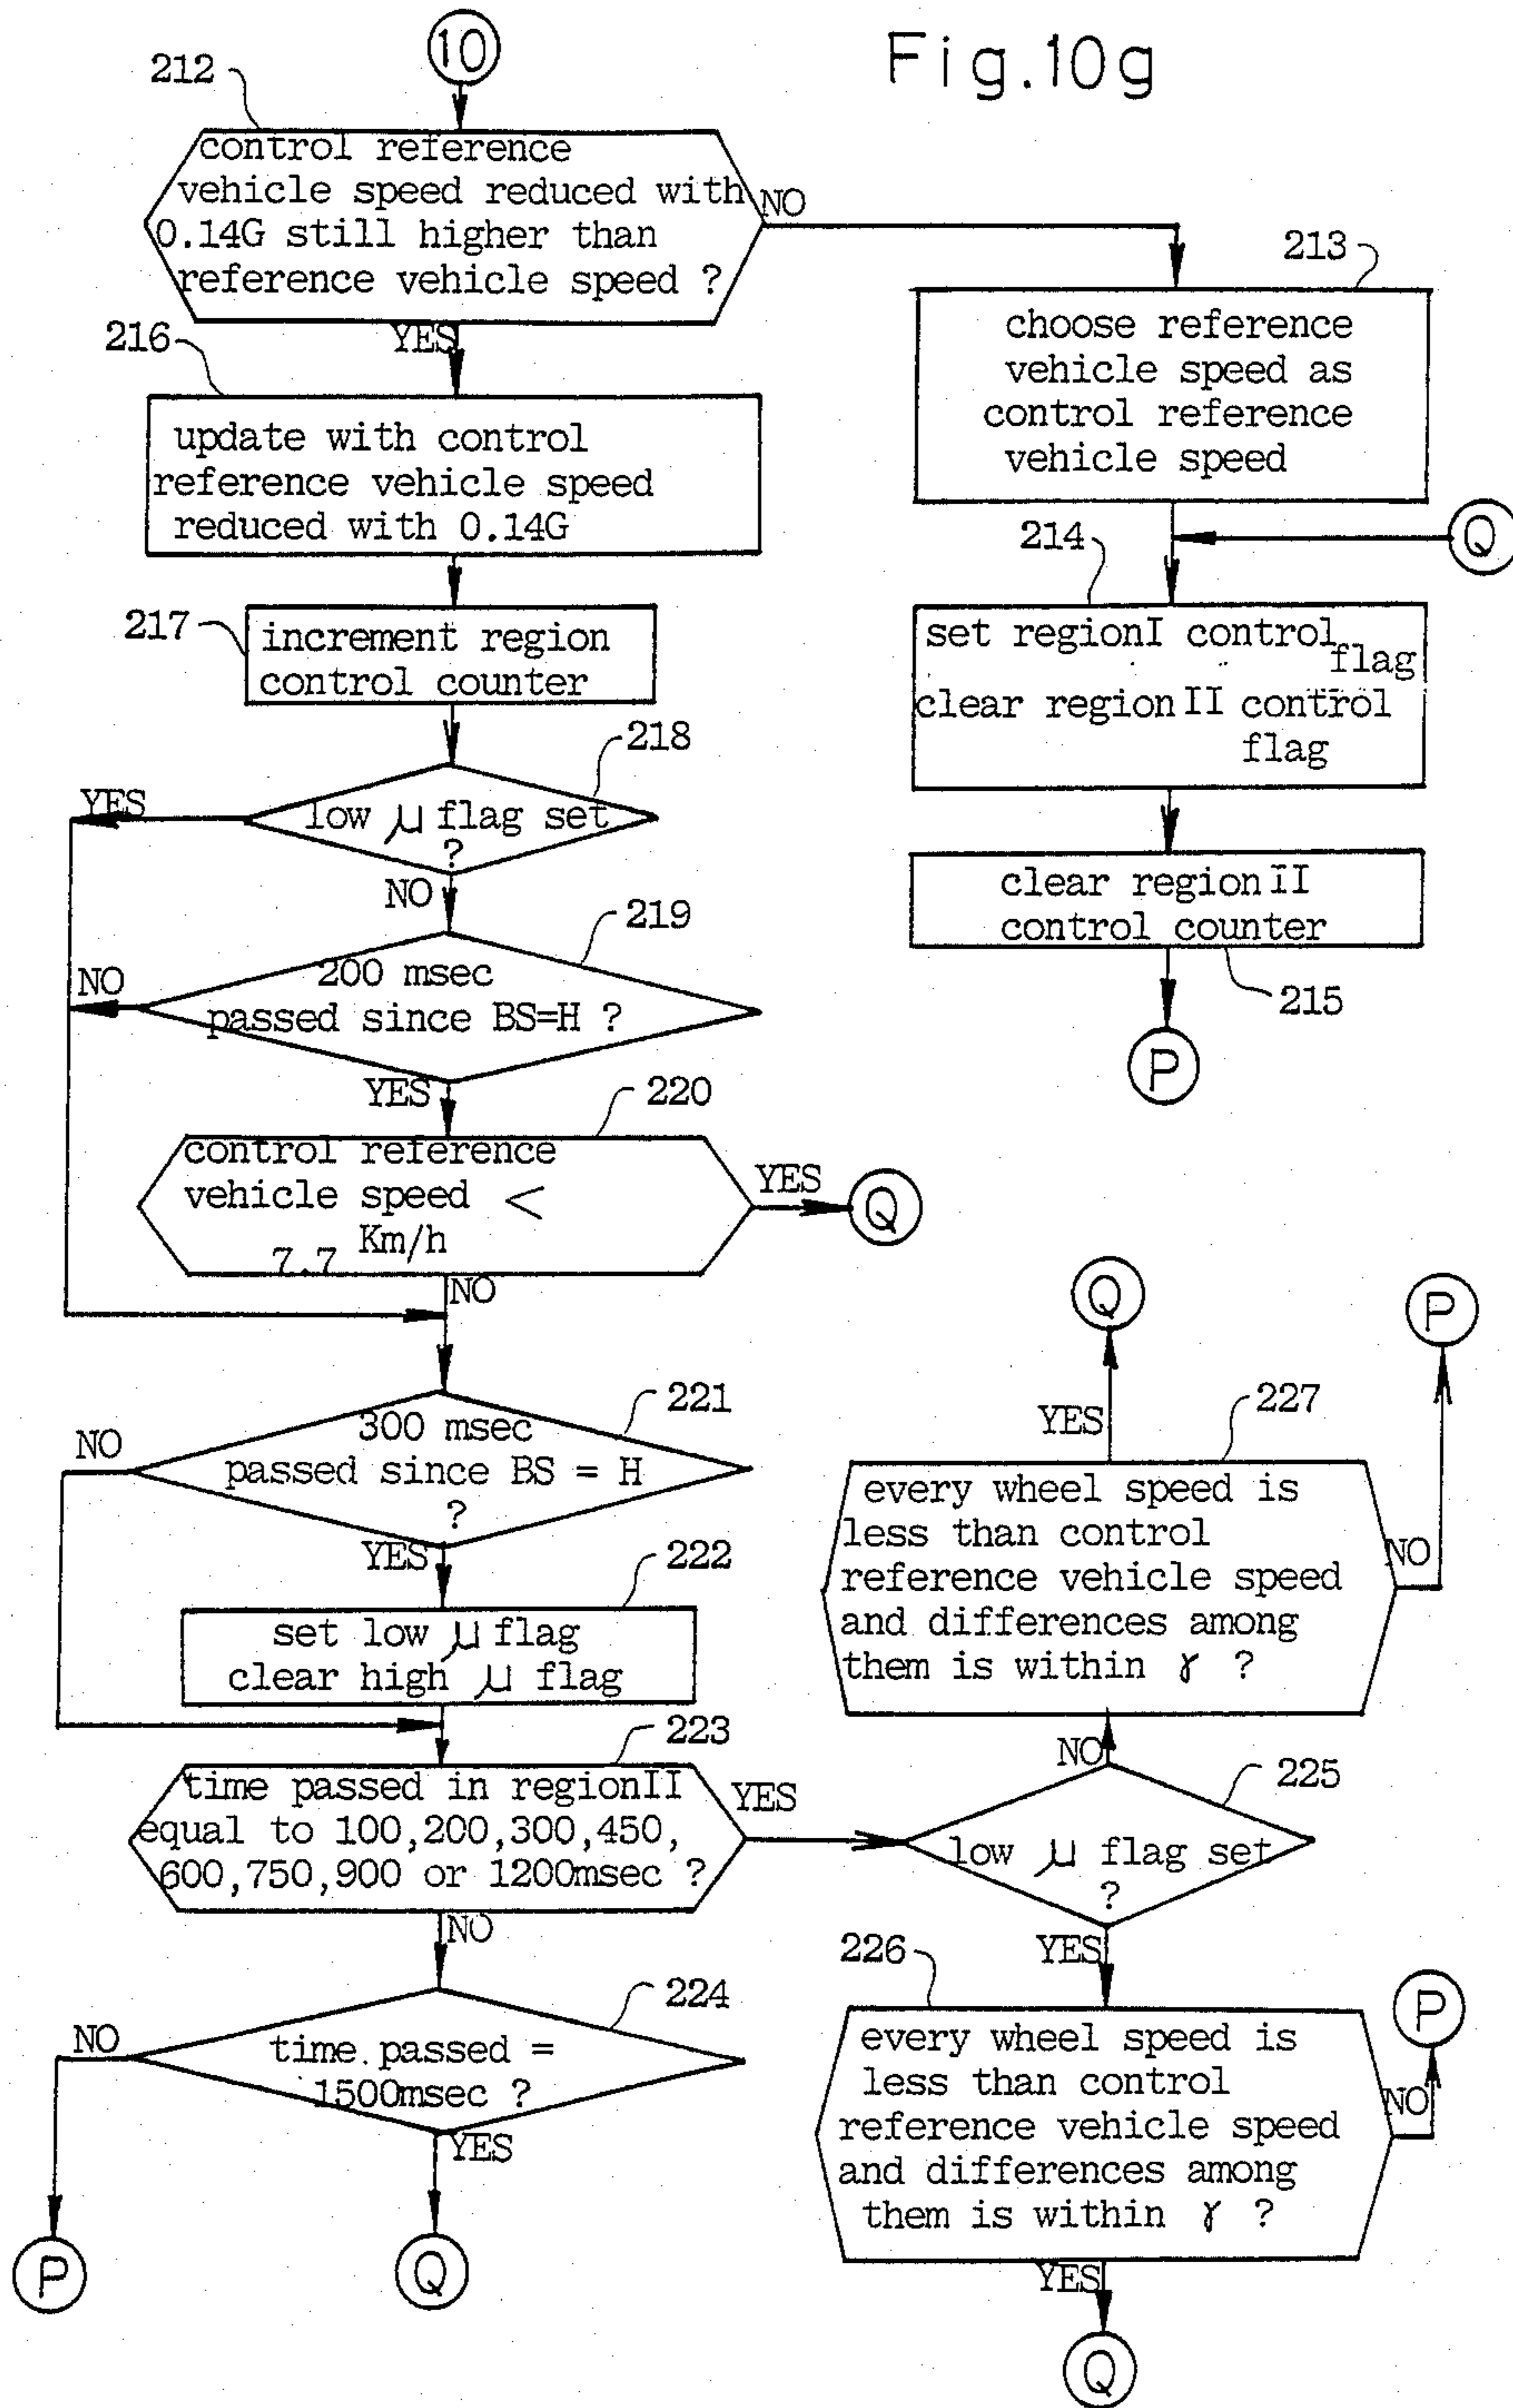 Fig.10g
10
212
control reference
vehicle speed reduced with
0.14G still higher than
reference vehicle speed ?
NO
YES
213
choose reference
vehicle speed as
control reference
vehicle speed
Q
214
set region I control
flag
clear region II control
flag
clear region II
control counter
215
P
216
update with control
reference vehicle speed
reduced with 0.14G
217
increment region
control counter
218
low μ flag set
?
YES
NO
219
200 msec
passed since BS=H ?
NO
YES
220
control reference
vehicle speed <
7.7 Km/h
YES
Q
NO
221
300 msec
passed since BS = H
?
NO
YES
222
set low μ flag
clear high μ flag
223
time passed in region II
equal to 100,200,300,450,
600,750,900 or 1200msec ?
YES
NO
224
time passed =
1500msec ?
NO
YES
P
Q
225
low μ flag set
?
NO
YES
227
every wheel speed is
less than control
reference vehicle speed
and differences among
them is within γ ?
YES
Q
NO
P
226
every wheel speed is
less than control
reference vehicle speed
and differences among
them is within γ ?
NO
P
YES
Q